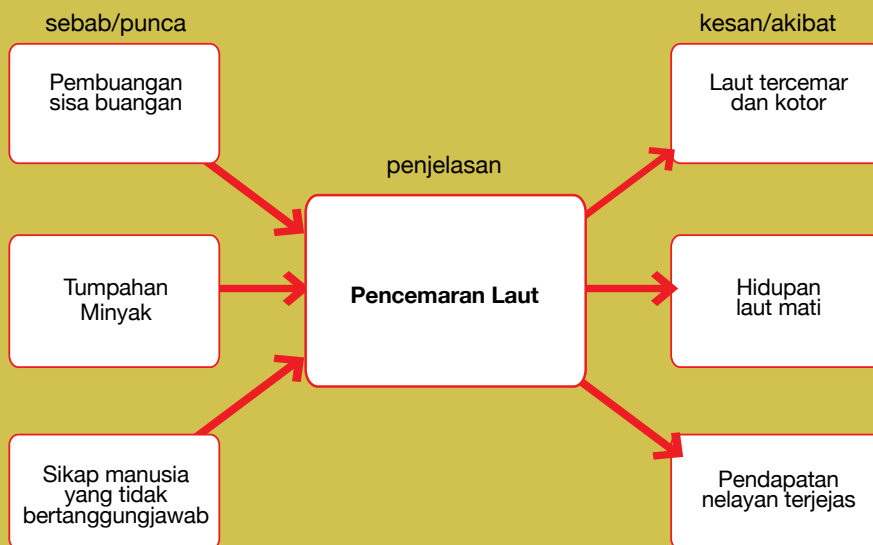 sebab/punca
Pembuangan
sisa buangan
Tumpahan
Minyak
Sikap manusia
yang tidak
bertanggungjawab
penjelasan
Pencemaran Laut
kesan/akibat
Laut tercemar
dan kotor
Hidupan
laut mati
Pendapatan
nelayan terjejas